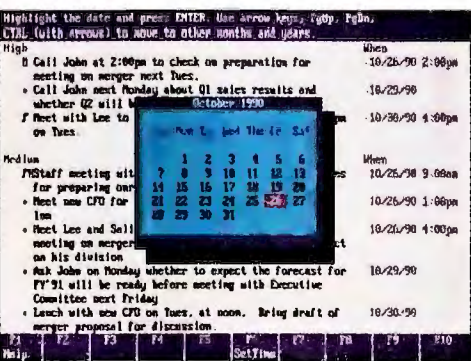 Highlight the date and press ENTER. Use arrow keys, PgUp, PgDn,
CTRL (with arrows) to move to other months and years.
High When
Call John at 2:00pm to check on preparation for 10/26/90 2:00pm
meeting on merger next Tues.
Call John next Monday about Q1 sales results and 10/29/90
whether Q2 will
October 1990
Meet with Lee to 10/30/90 4:00pm
on Tues.
Sat
1 2 3 4 5 6
7 8 9 10 11 12 13
14 15 16 17 18 19 20
21 22 23 24 25 26 27
28 29 30 31
Medium When
Staff meeting 10/26/90 9:00am
for preparing
Meet new CFO for 10/26/90 1:00pm
Meet Lee and 10/26/90 4:00pm
meeting on merger
on his division
Ask John on Monday whether to expect the forecast for 10/29/90
FY'91 will be ready before meeting with Executive
Committee next Friday
Lunch with new CFO on Tues. at noon. Bring draft of 10/30/90
merger proposal for discussion.
F1 F2 F3 F4 F5 F7 F8 F9 F10
Help SetTime